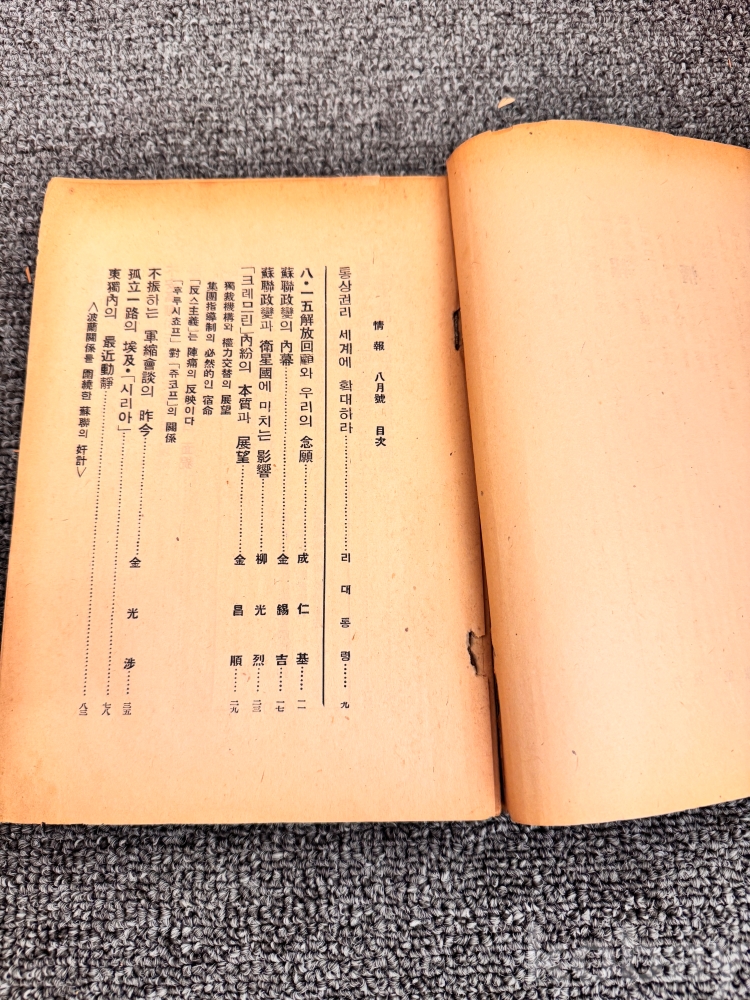 情報 八月號 目次
통상권리 세계에 확대하라……리대통령……九
八·一五解放回顧와 우리의 念願……成仁基……一一
蘇聯政變의 內幕……金錫吉……一七
蘇聯政變과 衛星國에 미치는 影響……柳光烈……二三
「크레므린」內紛의 本質과 展望……金昌順……二九
獨裁機構와 權力交替의 展望
集團指導制의 必然的인 宿命
「反스主義」는 陣痛의 反映이다
「후루시쵸프」對「쥬코프」의 關係
不振하는 軍縮會談의 昨今……金光涉……三五
孤立一路의 埃及·「시리아」……七八
東獨內의 最近動靜……八三
<波蘭關係를 圍繞한 蘇聯의 奸計>